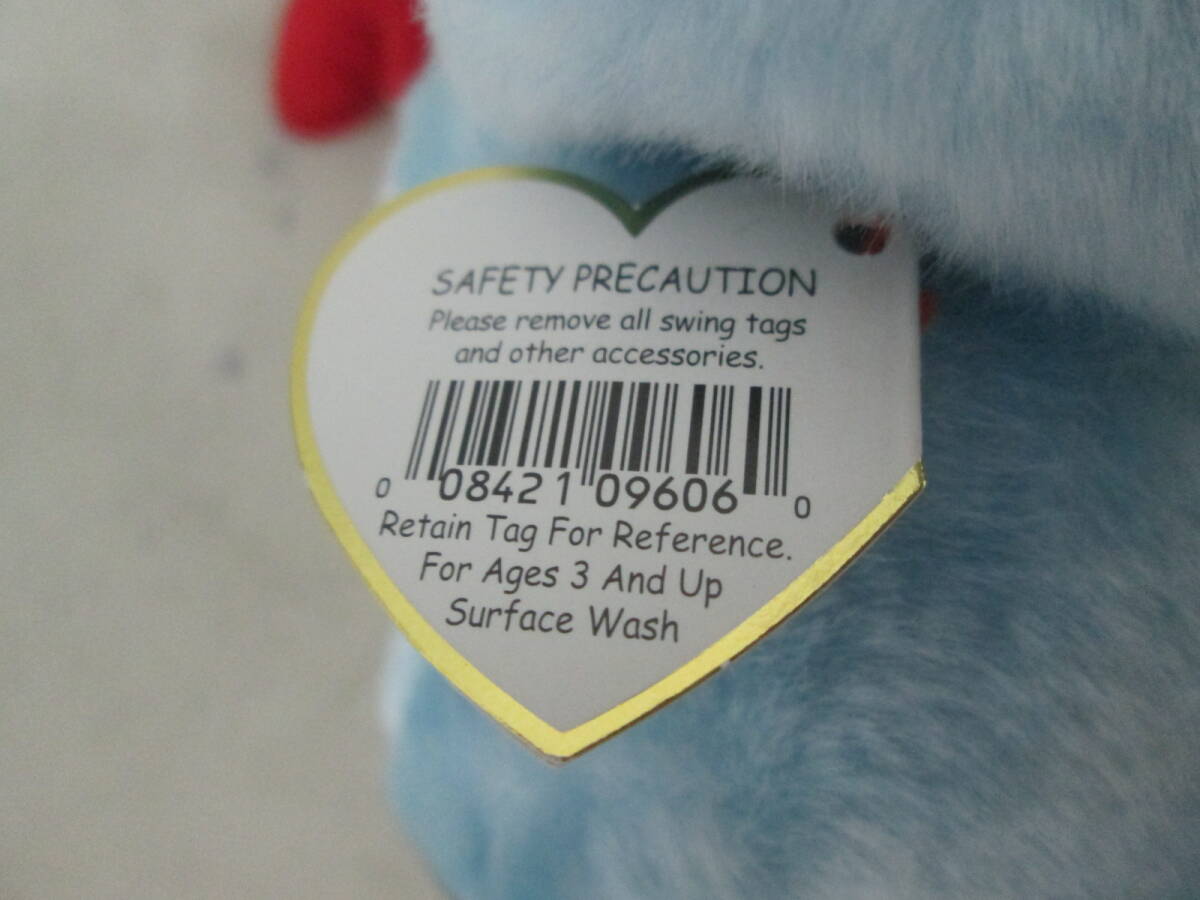 SAFETY PRECAUTION
Please remove all swing tags
and other accessories.
0 08421 09606 0
Retain Tag For Reference.
For Ages 3 And Up
Surface Wash